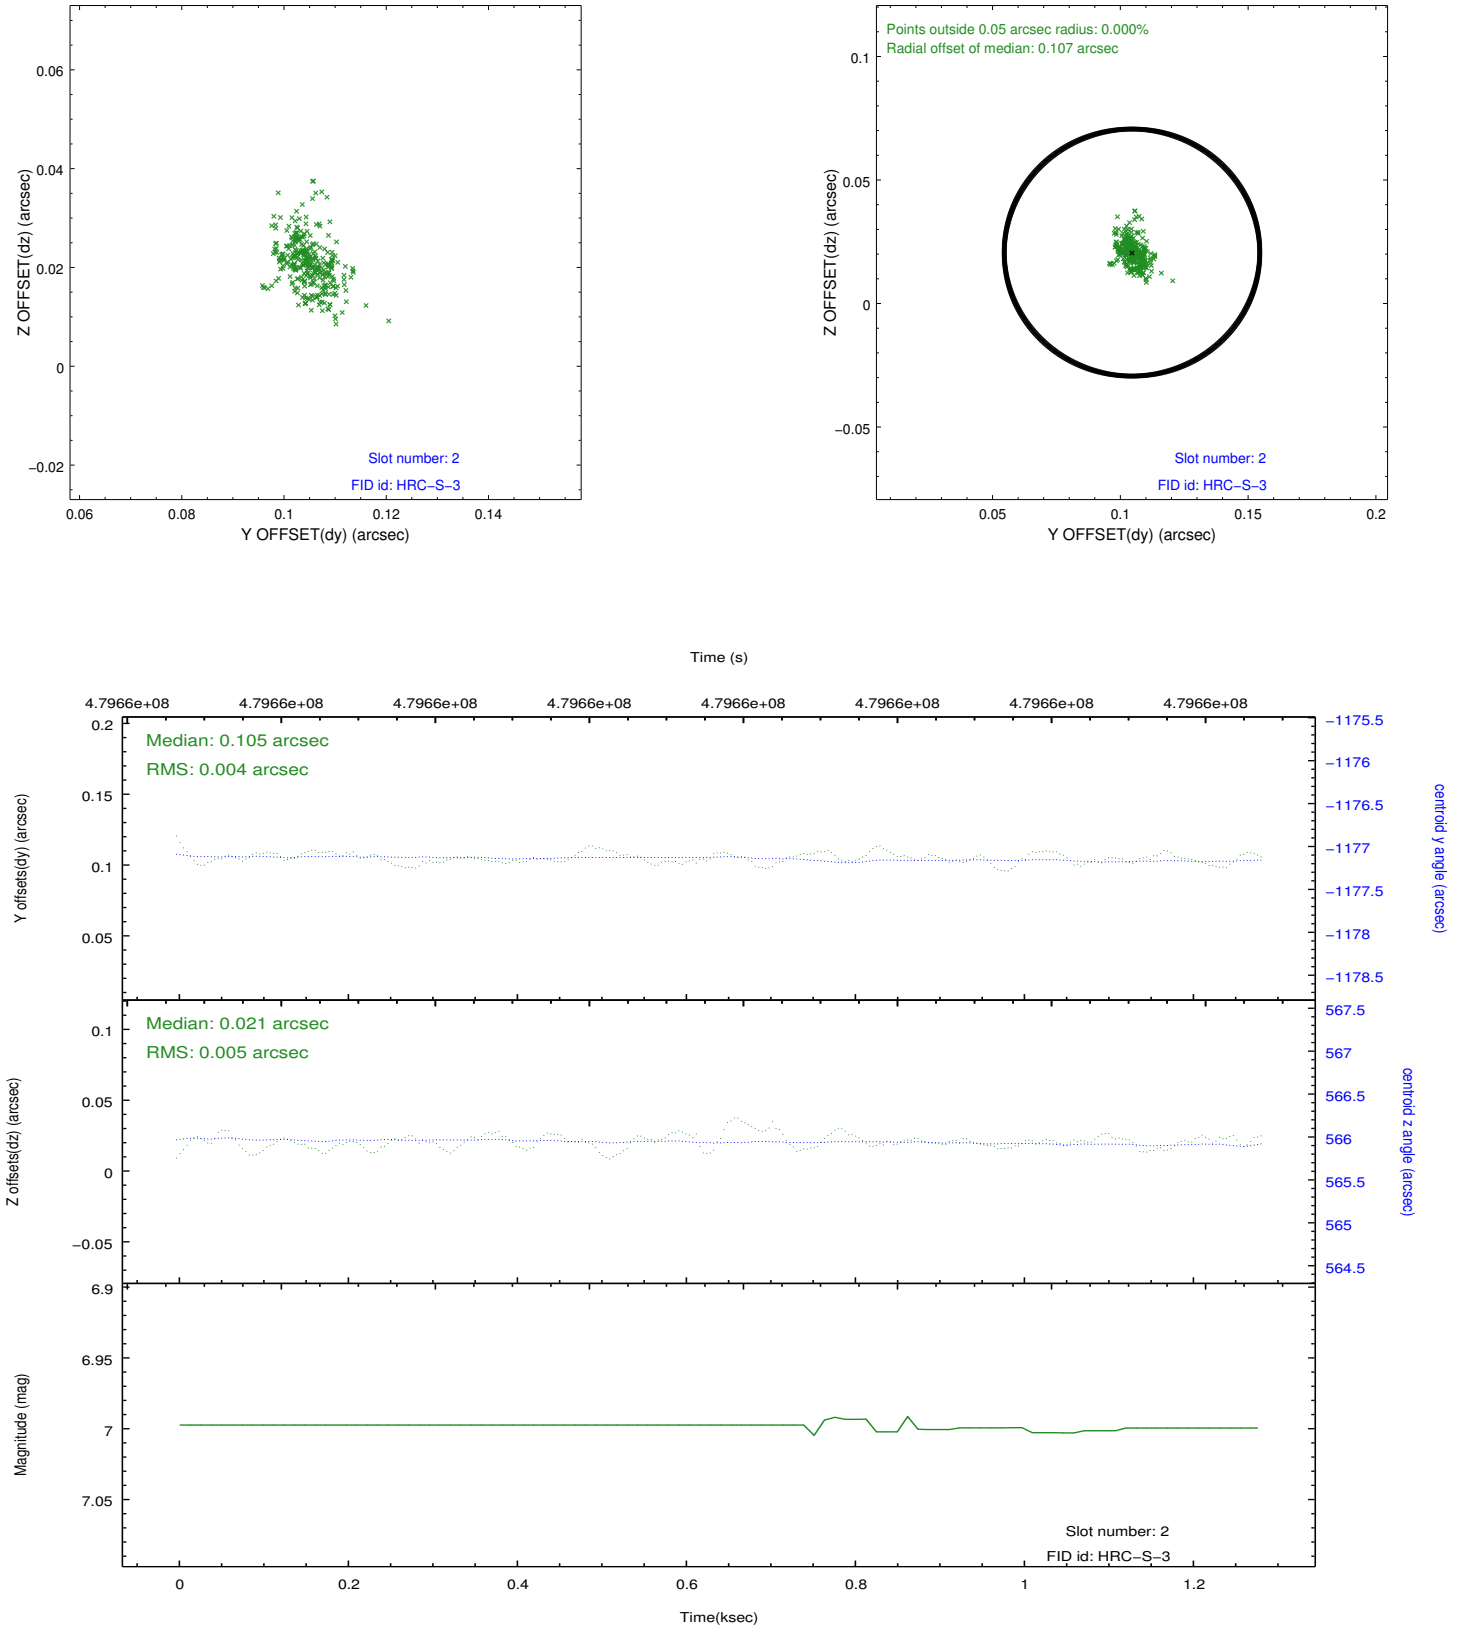 0.06
0.04
0.02
0
−0.02
Z OFFSET(dz) (arcsec)
Slot number: 2
FID id: HRC−S−3
0.06 0.08 0.1 0.12 0.14
Y OFFSET(dy) (arcsec)
Points outside 0.05 arcsec radius: 0.000%
Radial offset of median: 0.107 arcsec
0.1
0.05
0
−0.05
Z OFFSET(dz) (arcsec)
Slot number: 2
FID id: HRC−S−3
0.05 0.1 0.15 0.2
Y OFFSET(dy) (arcsec)
Time (s)
4.7966e+08 4.7966e+08 4.7966e+08 4.7966e+08 4.7966e+08 4.7966e+08 4.7966e+08 4.7966e+08
0.2
0.15
0.1
0.05
Y offsets(dy) (arcsec)
Median: 0.105 arcsec
RMS: 0.004 arcsec
−1175.5
−1176
−1176.5
−1177
−1177.5
−1178
−1178.5
centroid y angle (arcsec)
0.1
0.05
0
−0.05
Z offsets(dz) (arcsec)
Median: 0.021 arcsec
RMS: 0.005 arcsec
567.5
567
566.5
566
565.5
565
564.5
centroid z angle (arcsec)
6.9
6.95
7
7.05
Magnitude (mag)
Slot number: 2
FID id: HRC−S−3
0 0.2 0.4 0.6 0.8 1 1.2
Time(ksec)